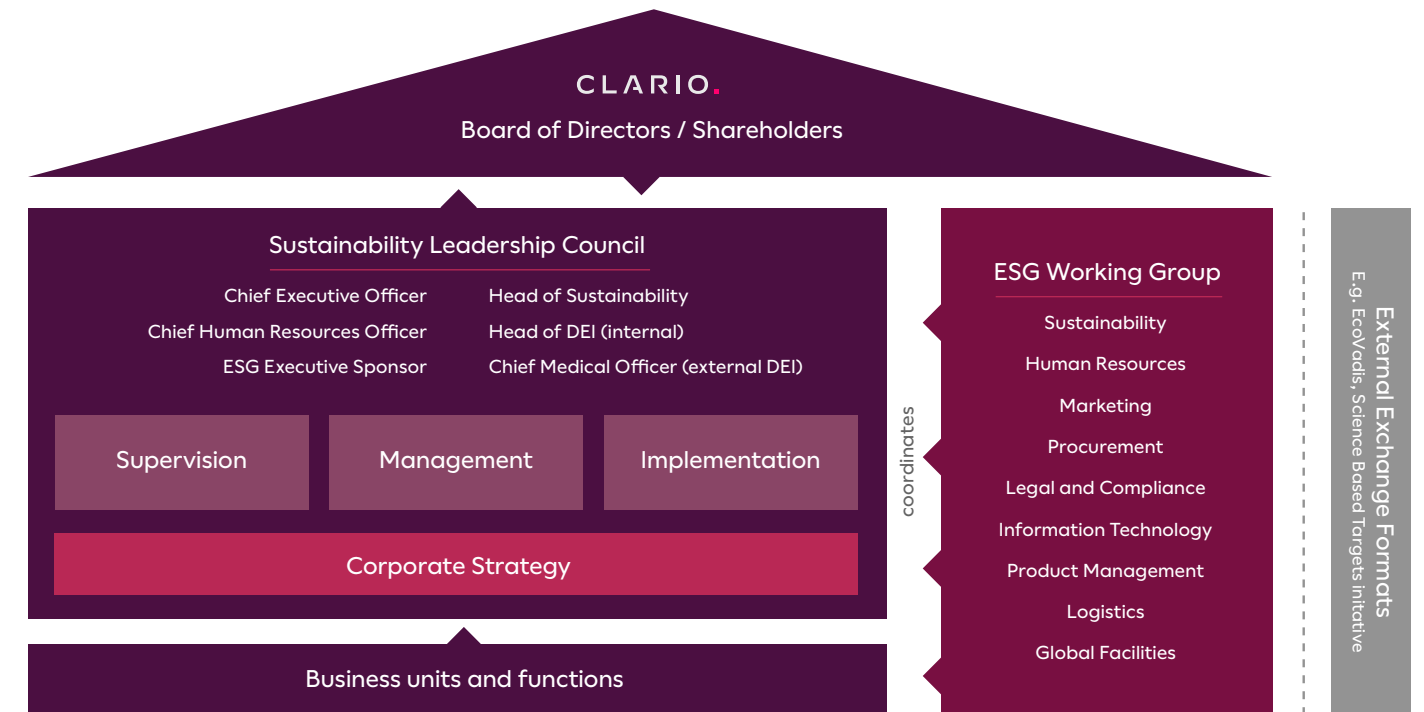 CLARIO.
Board of Directors / Shareholders
Sustainability Leadership Council
Chief Executive Officer
Chief Human Resources Officer
ESG Executive Sponsor
Head of Sustainability
Head of DEI (internal)
Chief Medical Officer (external DEI)
Supervision
Management
Implementation
Corporate Strategy
Business units and functions
coordinates
ESG Working Group
Sustainability
Human Resources
Marketing
Procurement
Legal and Compliance
Information Technology
Product Management
Logistics
Global Facilities
External Exchange Formats
E.g. EcoVadis, Science Based Targets initative